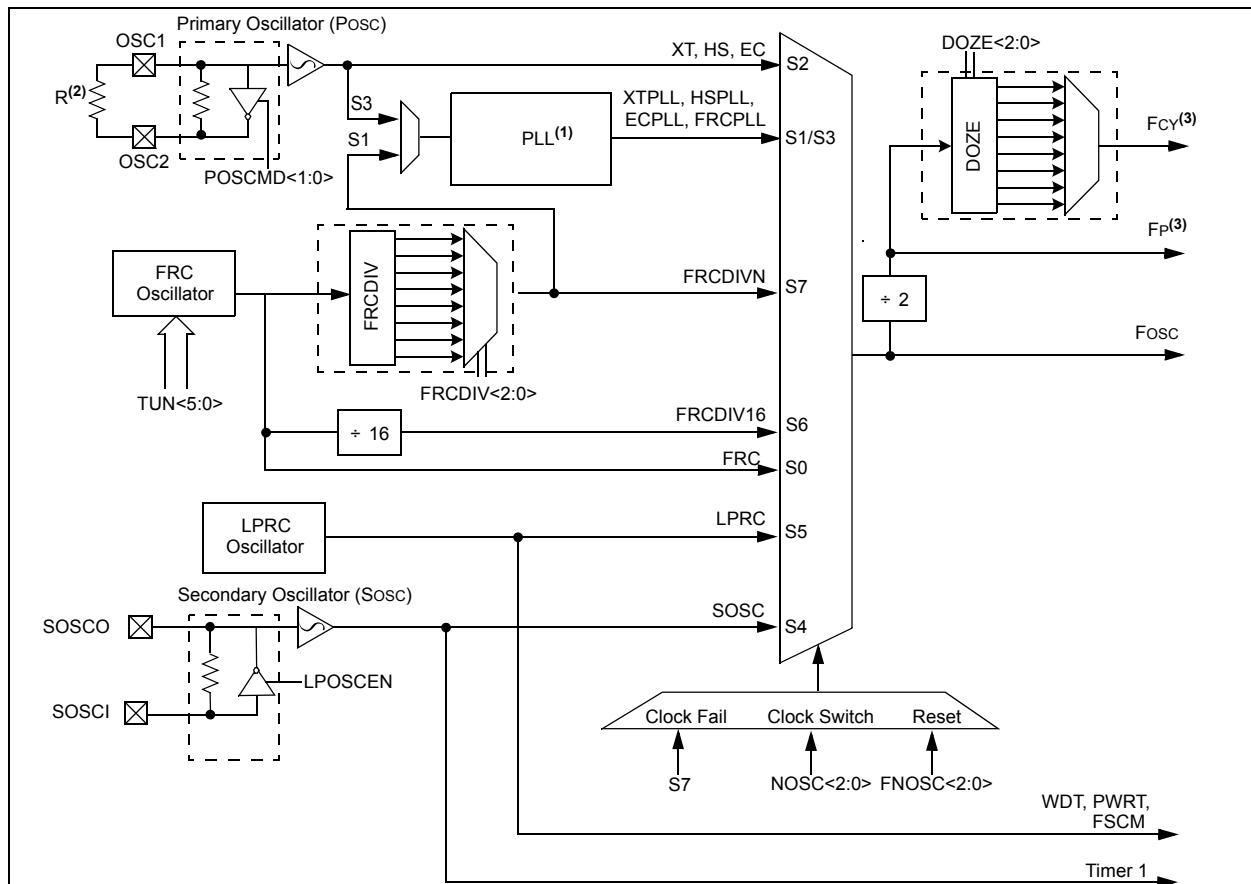 Primary Oscillator (POSC)
OSC1
R(2)
OSC2
POSCMD<1:0>
S3
S1
PLL(1)
XT, HS, EC
XTPLL, HSPLL,
ECPLL, FRCPLL
S2
S1/S3
DOZE<2:0>
DOZE
FCY(3)
FP(3)
÷ 2
FOSC
FRC
Oscillator
TUN<5:0>
FRCDIV
FRCDIV<2:0>
FRCDIVN
S7
÷ 16
FRCDIV16
S6
FRC
S0
LPRC
Oscillator
LPRC
S5
Secondary Oscillator (SOSC)
SOSCO
SOSCI
LPOSCEN
SOSC
S4
Clock Fail
Clock Switch
Reset
S7
NOSC<2:0>
FNOSC<2:0>
WDT, PWRT,
FSCM
Timer 1